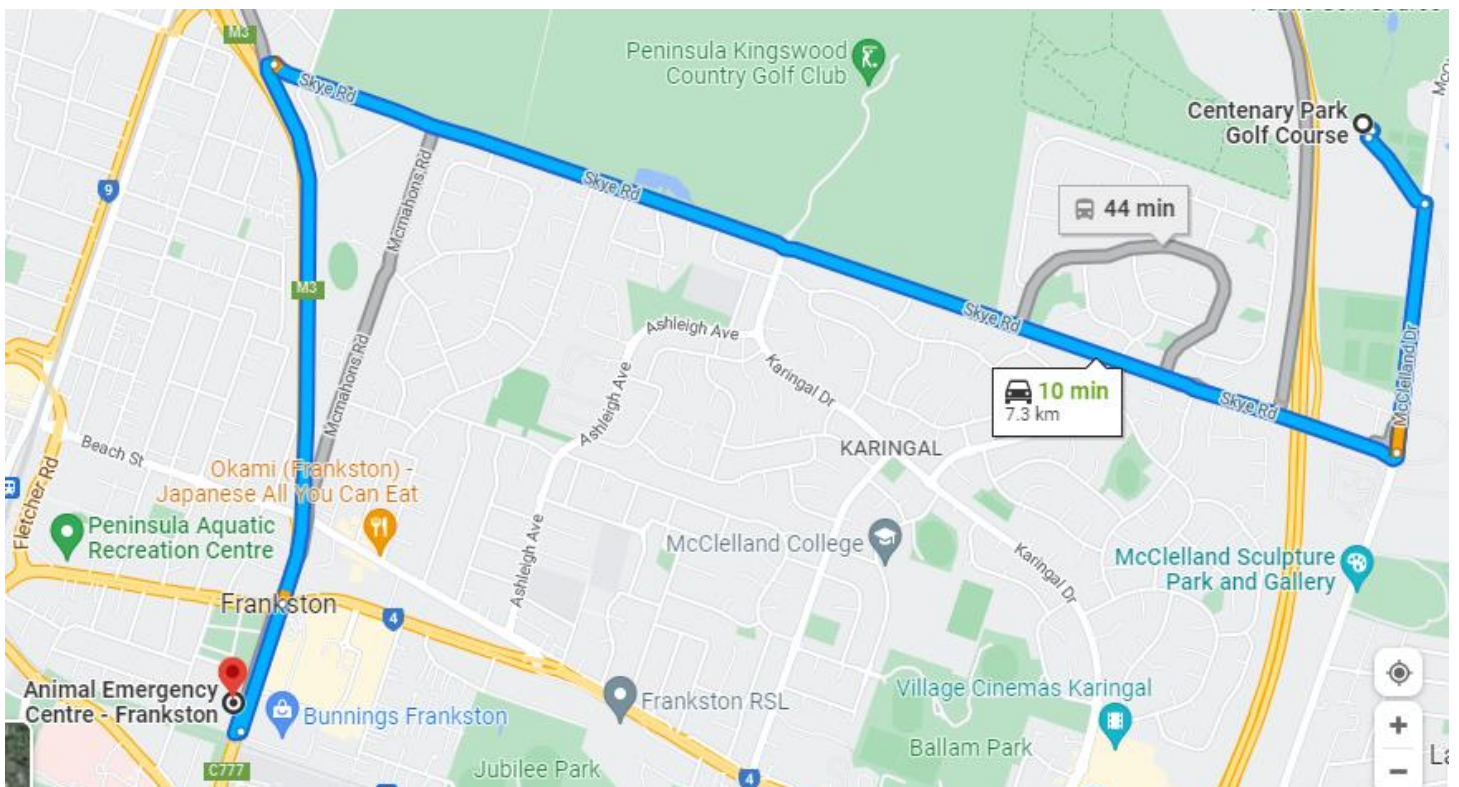 M3
Peninsula Kingswood
Country Golf Club
Centenary Park
Golf Course
Skye Rd
Mcmahons Rd
9
Skye Rd
44 min
M3
Skye Rd
Ashleigh Ave
Mcmahons Rd
Ashleigh Ave
Karingal Dr
10 min
7.3 km
Skye Rd
McClelland Dr
Beach St
KARINGAL
Okami (Frankston) -
Japanese All You Can Eat
Fletcher Rd
Peninsula Aquatic
Recreation Centre
McClelland College
Ashleigh Ave
Karingal Dr
McClelland Sculpture
Park and Gallery
Frankston
4
Animal Emergency
Centre - Frankston
Bunnings Frankston
Frankston RSL
Village Cinemas Karingal
+
Ballam Park
C777
Jubilee Park
4
−